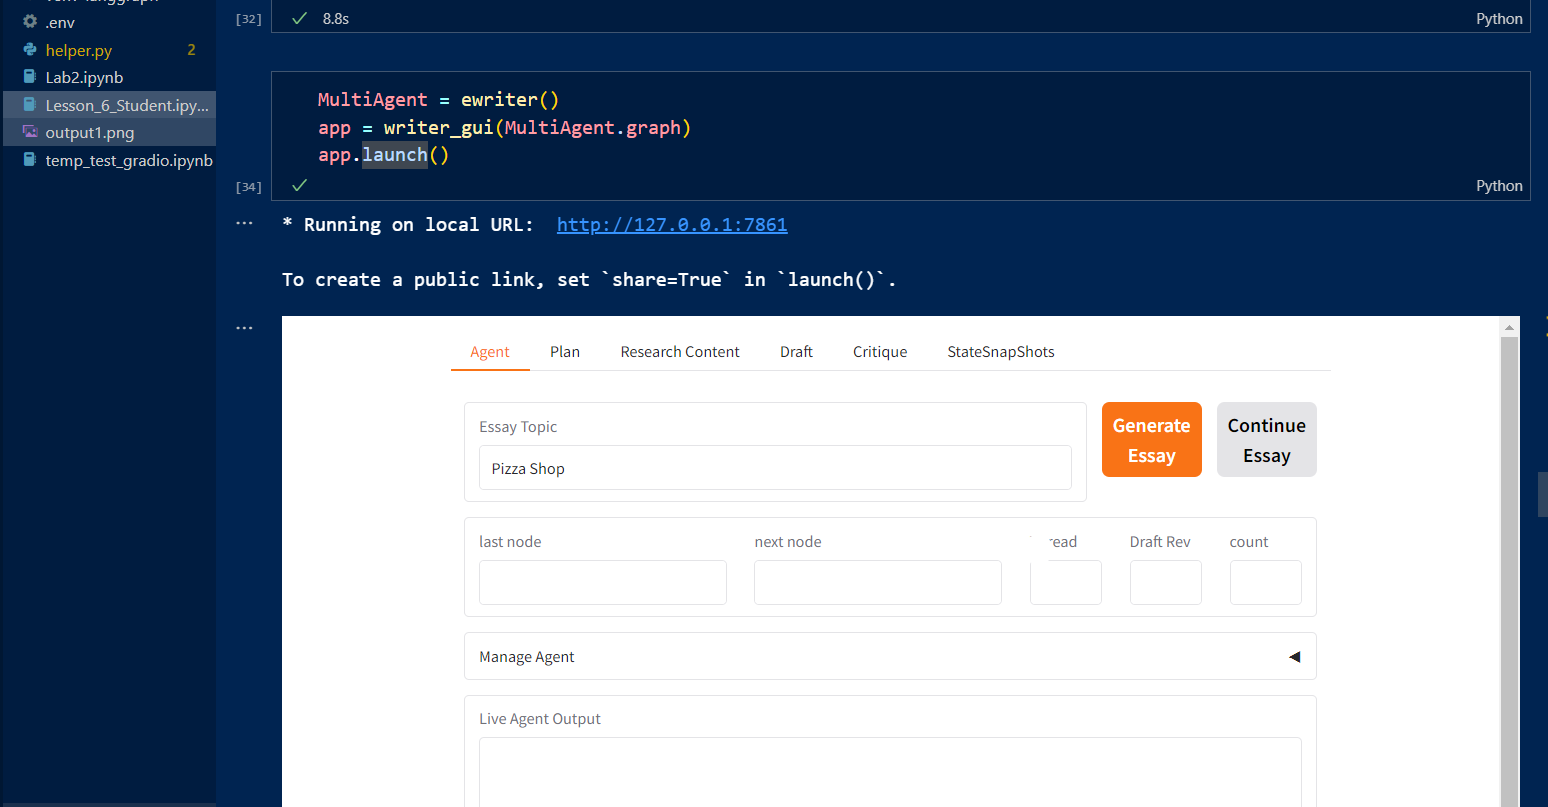 .env
helper.py 2
Lab2.ipynb
Lesson_6_Student.ipy...
output1.png
temp_test_gradio.ipynb
[32] 8.8s Python
MultiAgent = ewriter()
app = writer_gui(MultiAgent.graph)
app.launch()
[34] Python
* Running on local URL: http://127.0.0.1:7861
To create a public link, set `share=True` in `launch()`.
Agent Plan Research Content Draft Critique StateSnapShots
Essay Topic
Pizza Shop
Generate
Essay
Continue
Essay
last node next node read Draft Rev count
Manage Agent
Live Agent Output